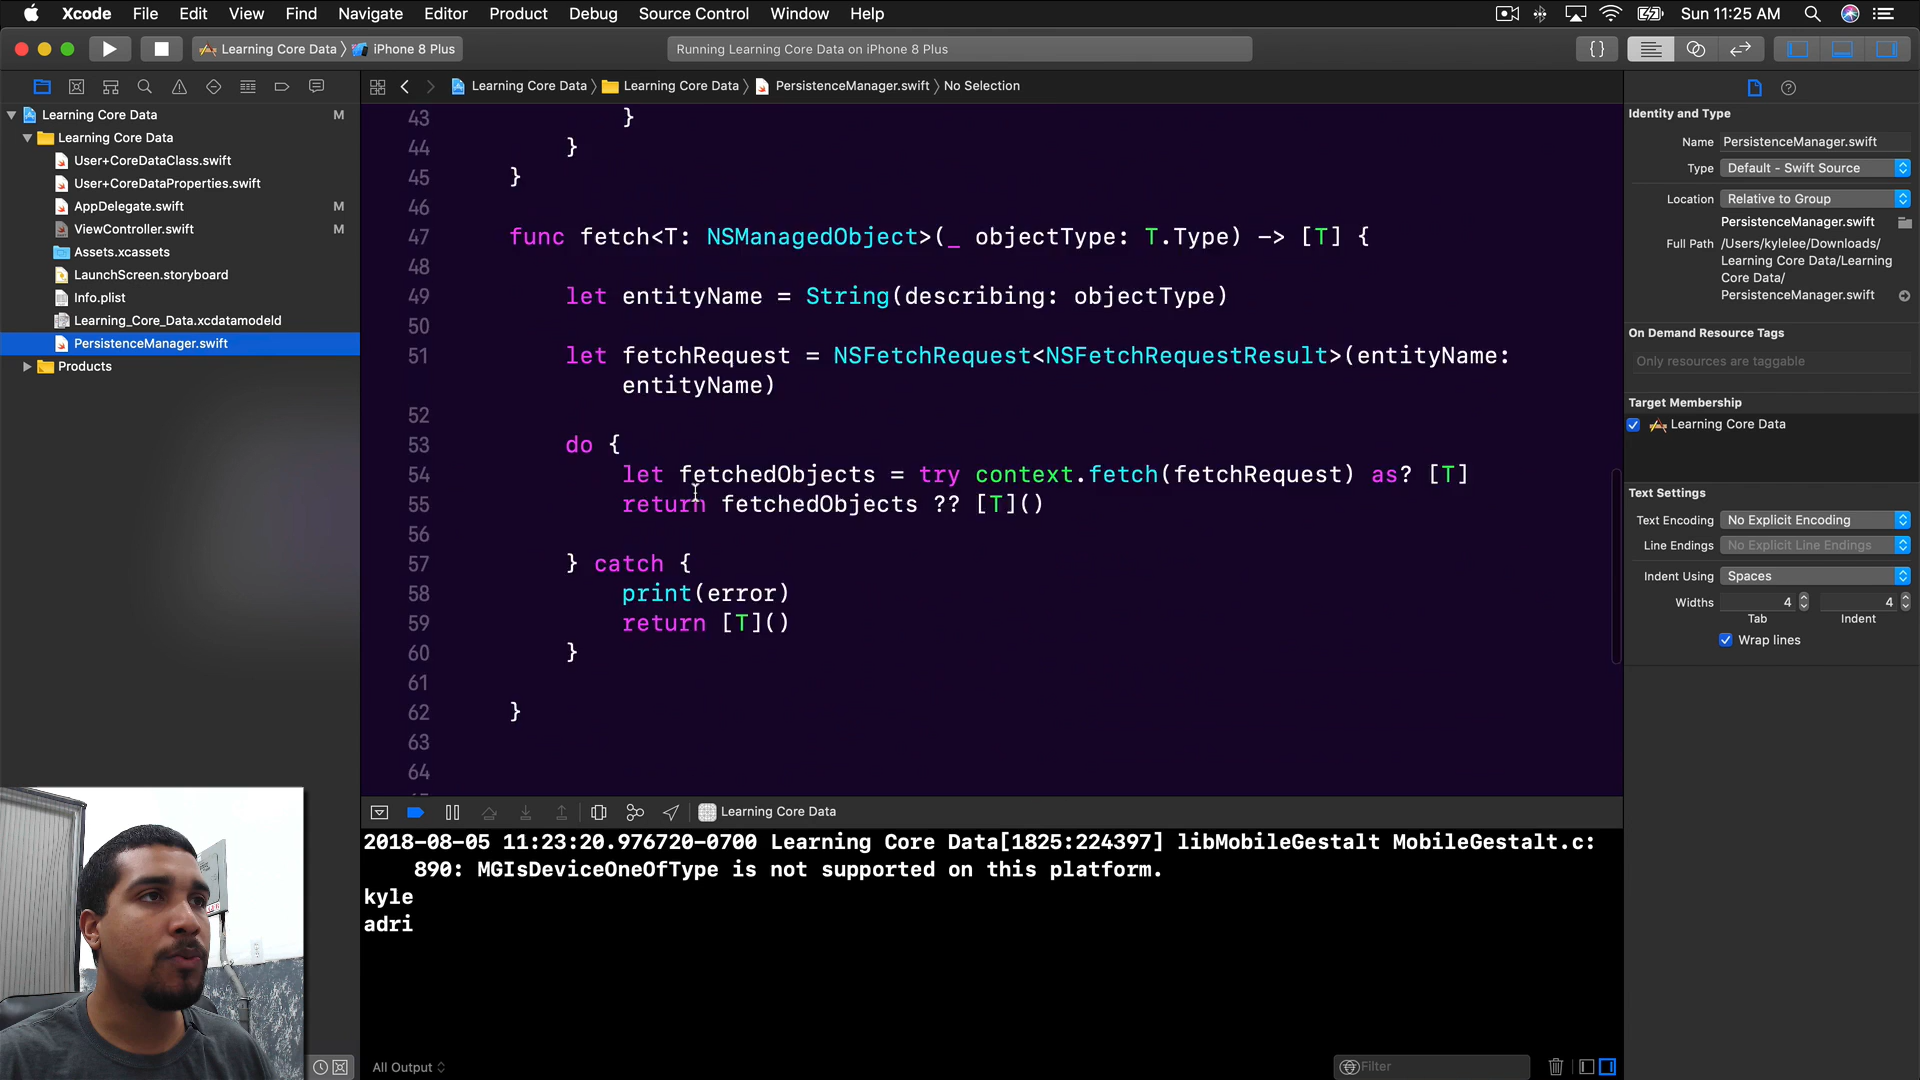 Xcode File Edit View Find Navigate Editor Product Debug Source Control Window Help Sun 11:25 AM
Learning Core Data iPhone 8 Plus
Running Learning Core Data on iPhone 8 Plus
Learning Core Data
M
Learning Core Data
User+CoreDataClass.swift
User+CoreDataProperties.swift
AppDelegate.swift M
ViewController.swift M
Assets.xcassets
LaunchScreen.storyboard
Info.plist
Learning_Core_Data.xcdatamodeld
PersistenceManager.swift
Products
Learning Core Data Learning Core Data PersistenceManager.swift No Selection
43 }
44 }
45 }
46
47 func fetch<T: NSManagedObject>(_ objectType: T.Type) -> [T] {
48
49 let entityName = String(describing: objectType)
50
51 let fetchRequest = NSFetchRequest<NSFetchRequestResult>(entityName:
entityName)
52
53 do {
54 let fetchedObjects = try context.fetch(fetchRequest) as? [T]
55 return fetchedObjects ?? [T]()
56
57 } catch {
58 print(error)
59 return [T]()
60 }
61
62 }
63
64
Learning Core Data
2018-08-05 11:23:20.976720-0700 Learning Core Data[1825:224397] libMobileGestalt MobileGestalt.c:
890: MGIsDeviceOneOfType is not supported on this platform.
kyle
adri
All Output
Filter
Identity and Type
Name PersistenceManager.swift
Type Default - Swift Source
Location Relative to Group
PersistenceManager.swift
Full Path /Users/kylelee/Downloads/
Learning Core Data/Learning
Core Data/
PersistenceManager.swift
On Demand Resource Tags
Only resources are taggable
Target Membership
Learning Core Data
Text Settings
Text Encoding No Explicit Encoding
Line Endings No Explicit Line Endings
Indent Using Spaces
Widths 4 4
Tab Indent
Wrap lines